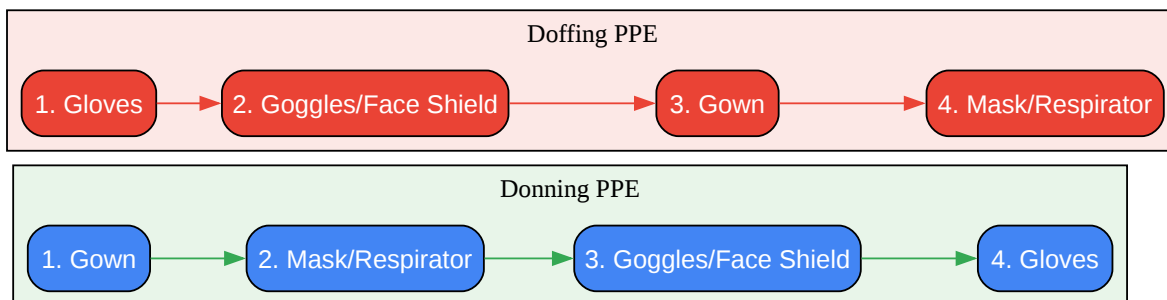 Doffing PPE
1. Gloves
2. Goggles/Face Shield
3. Gown
4. Mask/Respirator
Donning PPE
1. Gown
2. Mask/Respirator
3. Goggles/Face Shield
4. Gloves